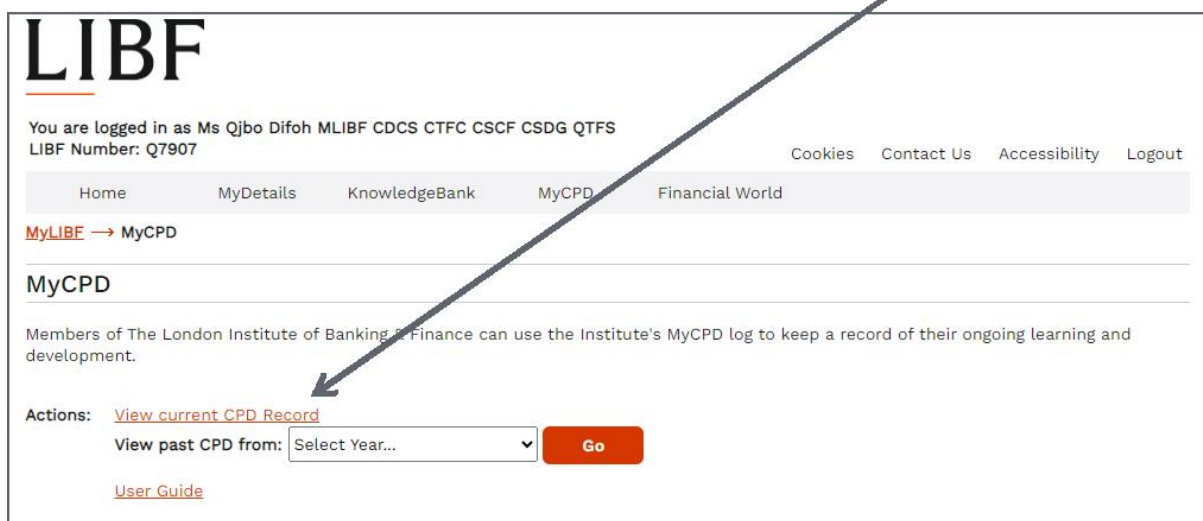 LIBF
You are logged in as Ms Qjbo Difoh MLIBF CDCS CTFC CSCF CSDG QTFS
LIBF Number: Q7907
Cookies Contact Us Accessibility Logout
Home MyDetails KnowledgeBank MyCPD Financial World
MyLIBF → MyCPD
MyCPD
Members of The London Institute of Banking & Finance can use the Institute's MyCPD log to keep a record of their ongoing learning and
development.
Actions: View current CPD Record
View past CPD from: Select Year... Go
User Guide